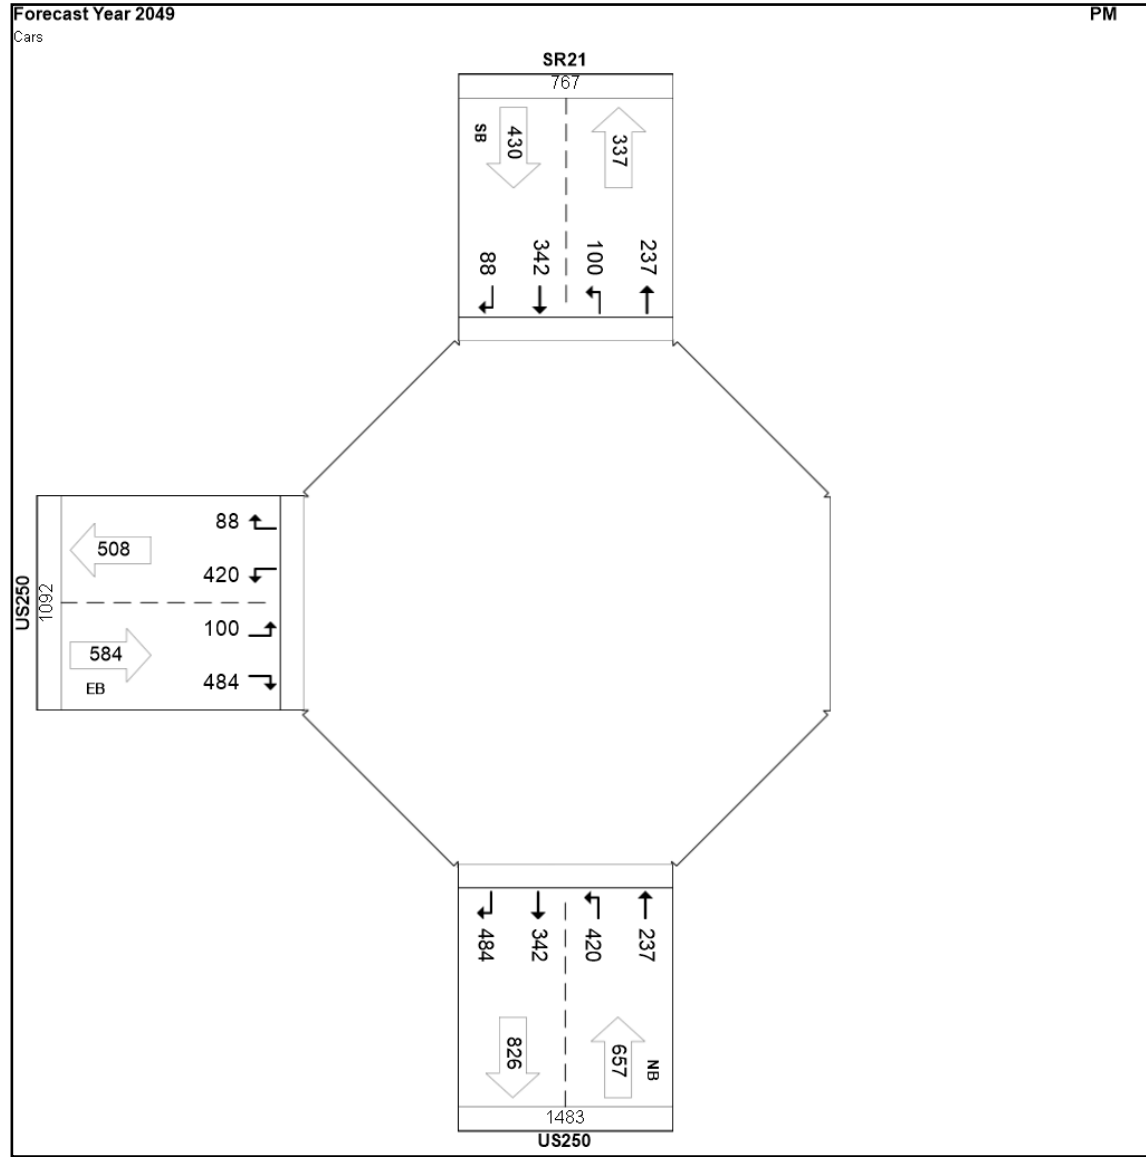 Forecast Year 2049 PM
Cars
SR21
767
SB 430 337
88 342 100 237
88
508
420
US250 1092
100
584
484
EB
484 342 420 237
826 657 NB
1483
US250